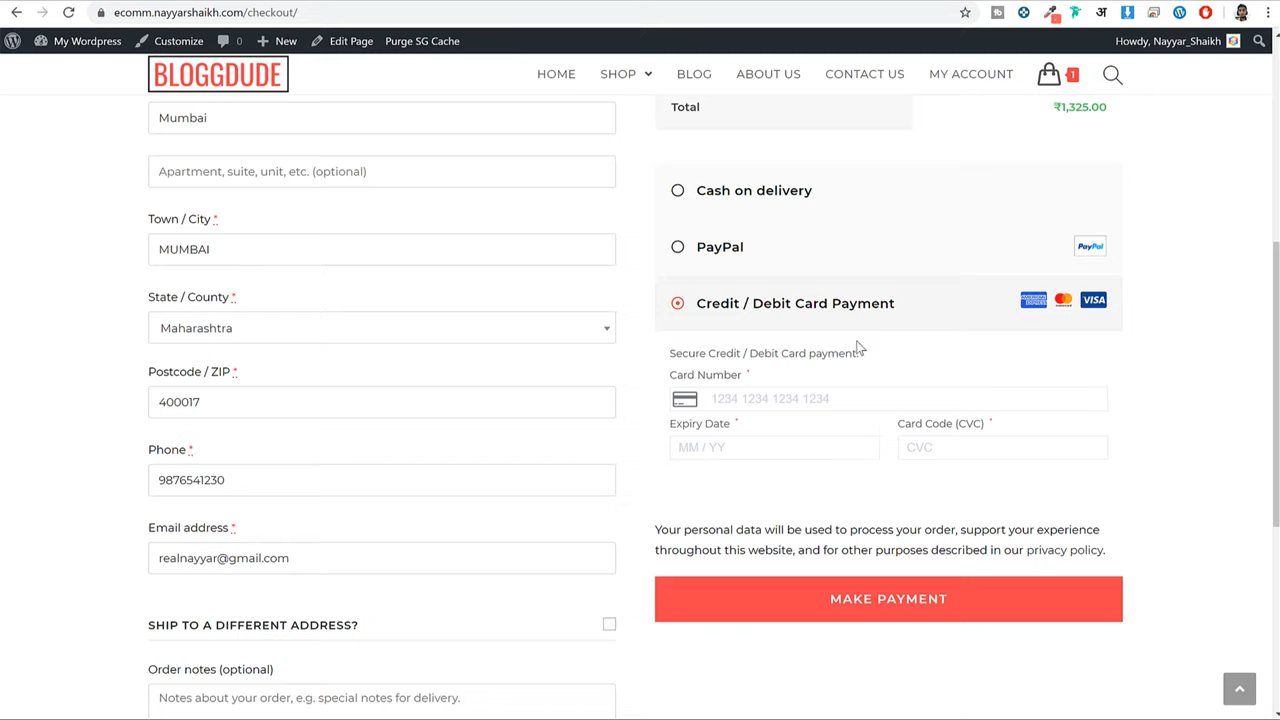 ecomm.nayyarshaikh.com/checkout/
My Wordpress Customize 0 New Edit Page Purge SG Cache Howdy, Nayyar_Shaikh
BLOGGDUDE HOME SHOP BLOG ABOUT US CONTACT US MY ACCOUNT 1
Mumbai
Apartment, suite, unit, etc. (optional)
Town / City *
MUMBAI
State / County *
Maharashtra
Postcode / ZIP *
400017
Phone *
9876541230
Email address *
realnayyar@gmail.com
SHIP TO A DIFFERENT ADDRESS?
Order notes (optional)
Notes about your order, e.g. special notes for delivery.
Total ₹1,325.00
Cash on delivery
PayPal PayPal
Credit / Debit Card Payment VISA
Secure Credit / Debit Card payment.
Card Number *
1234 1234 1234 1234
Expiry Date * Card Code (CVC) *
MM / YY CVC
Your personal data will be used to process your order, support your experience
throughout this website, and for other purposes described in our privacy policy.
MAKE PAYMENT